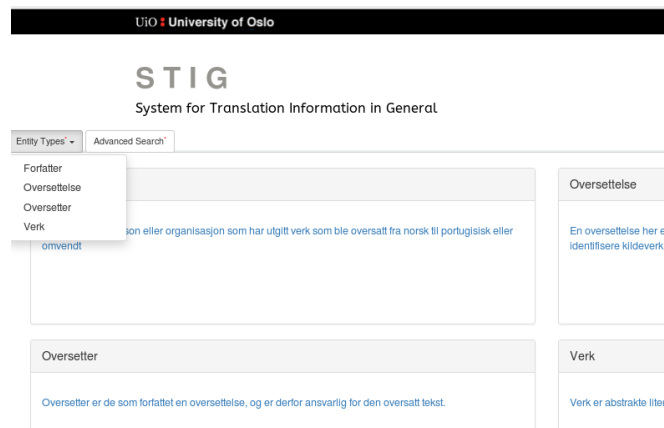 UiO : University of Oslo
STIG
System for Translation Information in General
Entity Types* Advanced Search*
Forfatter
Oversettelse
Oversetter
Verk
son eller organisasjon som har utgitt verk som ble oversatt fra norsk til portugisisk eller
omvendt
Oversettelse
En oversettelse her e
identifisere kildeverk
Oversetter
Oversetter er de som forfattet en oversettelse, og er derfor ansvarlig for den oversatt tekst.
Verk
Verk er abstrakte liter